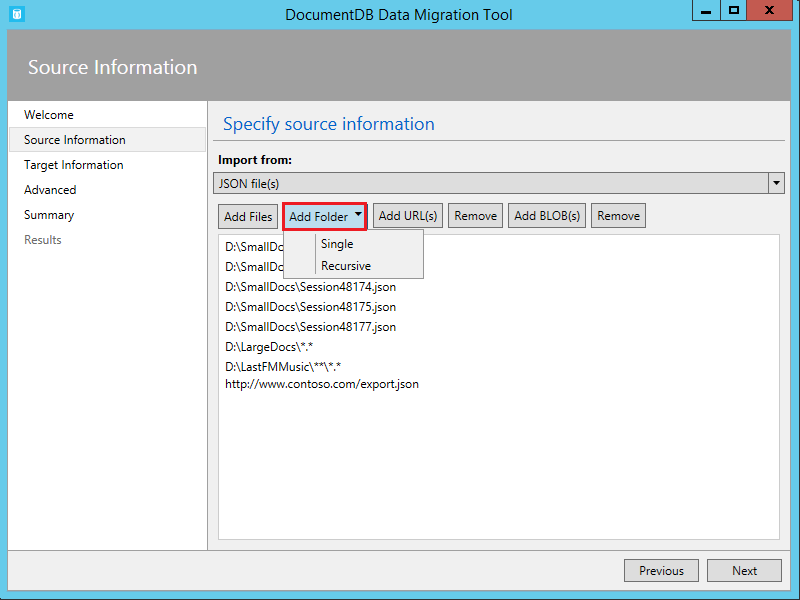 DocumentDB Data Migration Tool
Source Information
Welcome
Source Information
Target Information
Advanced
Summary
Results
Specify source information
Import from:
JSON file(s)
Add Files Add Folder Add URL(s) Remove Add BLOB(s) Remove
Single
Recursive
D:\SmallDo
D:\SmallDo
D:\SmallDocs\Session48174.json
D:\SmallDocs\Session48175.json
D:\SmallDocs\Session48177.json
D:\LargeDocs\*.*
D:\LastFMMusic\**\*.*
http://www.contoso.com/export.json
Previous Next